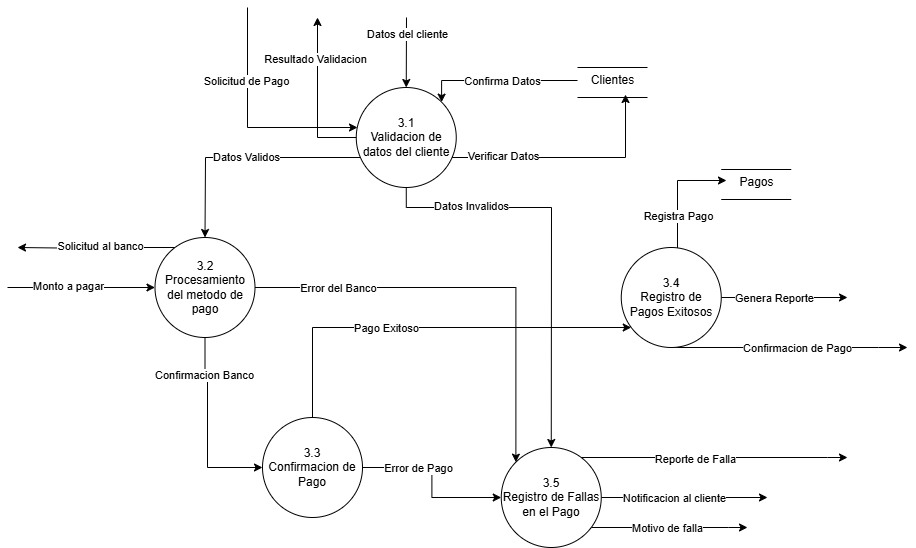 Datos del cliente
Resultado Validacion
Solicitud de Pago
Confirma Datos
Clientes
3.1
Validacion de
datos del cliente
Datos Validos
Verificar Datos
Pagos
Datos Invalidos
Registra Pago
Solicitud al banco
3.2
Procesamiento
del metodo de
pago
Monto a pagar
Error del Banco
3.4
Registro de
Pagos Exitosos
Genera Reporte
Pago Exitoso
Confirmacion de Pago
Confirmacion Banco
3.3
Confirmacion de
Pago
Error de Pago
3.5
Registro de Fallas
en el Pago
Reporte de Falla
Notificacion al cliente
Motivo de falla